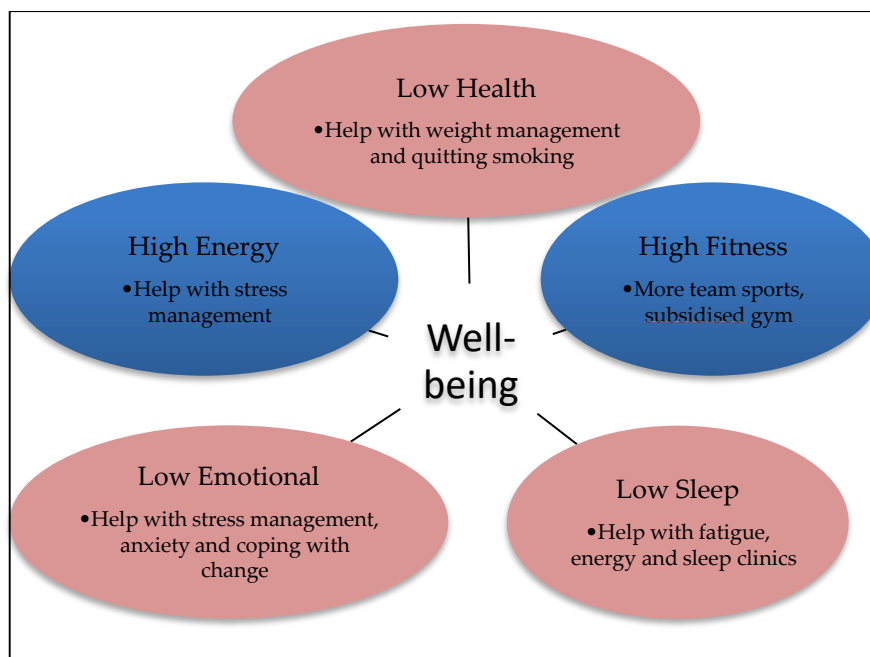 Low Health
•Help with weight management
and quitting smoking
High Energy
•Help with stress
management
High Fitness
•More team sports,
subsidised gym
Well-
being
Low Emotional
•Help with stress management,
anxiety and coping with
change
Low Sleep
•Help with fatigue,
energy and sleep clinics